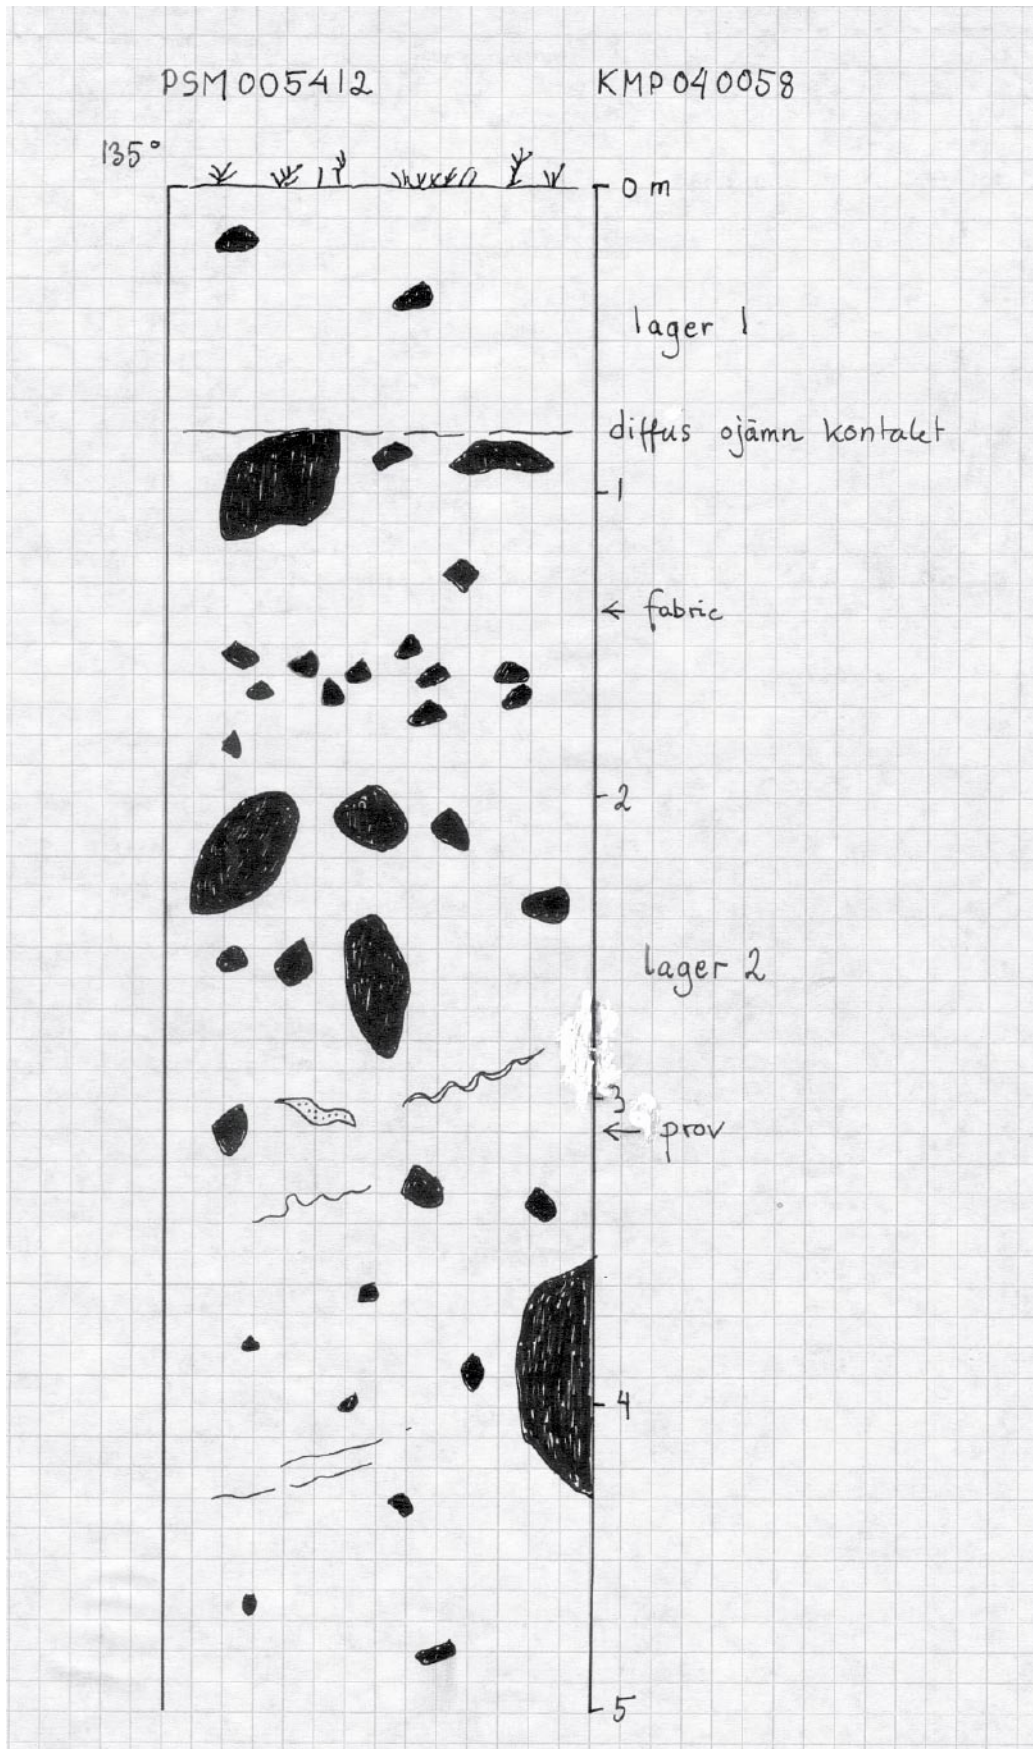 PSM005412 KMP040058
135°
0 m
lager 1
diffus ojämn kontakt
1
← fabric
2
lager 2
3
← prov
4
5